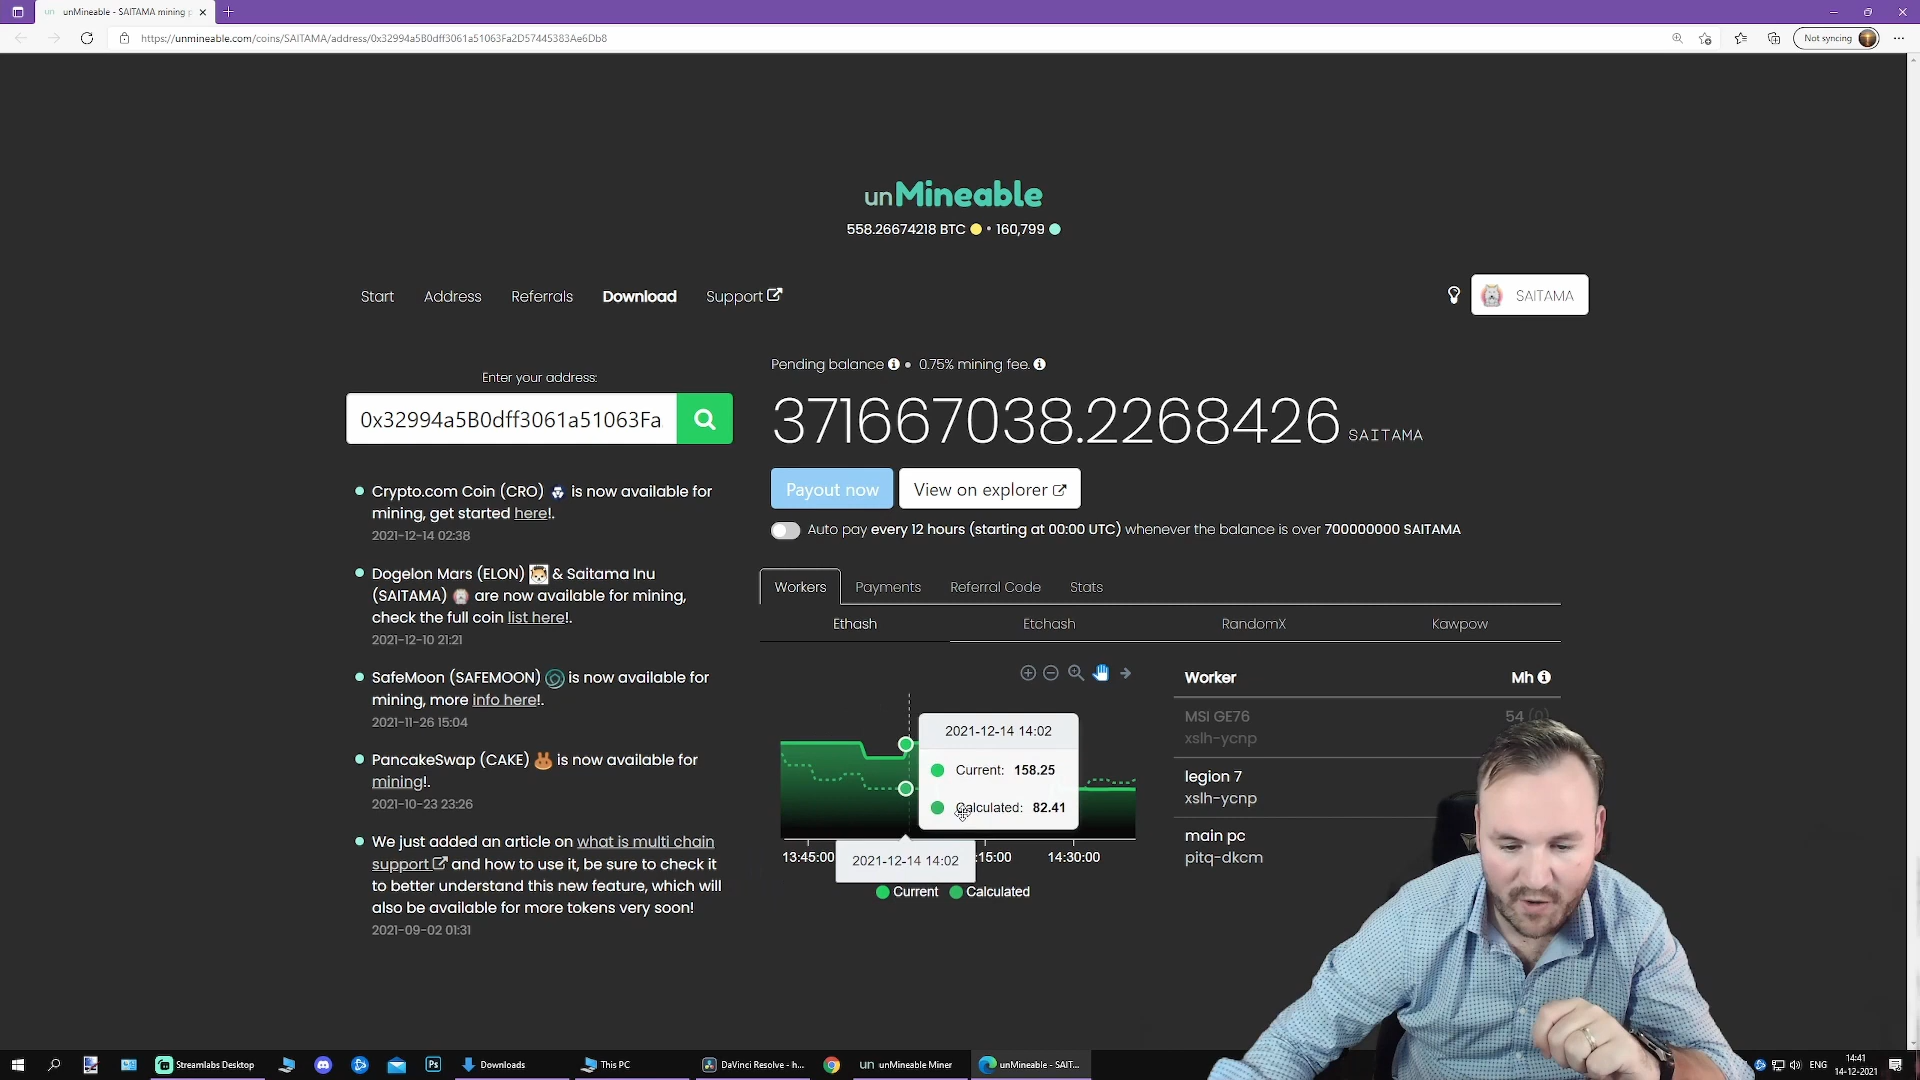 unMineable - SAITAMA mining p
https://unmineable.com/coins/SAITAMA/address/0x32994a5B0dff3061a51063Fa2D57445383Ae6Db8
Not syncing
unMineable
558.26674218 BTC • 160,799
Start Address Referrals Download Support
SAITAMA
Enter your address:
0x32994a5B0dff3061a51063Fa
Crypto.com Coin (CRO) is now available for
mining, get started here!.
2021-12-14 02:38
Dogelon Mars (ELON) & Saitama Inu
(SAITAMA) are now available for mining,
check the full coin list here!.
2021-12-10 21:21
SafeMoon (SAFEMOON) is now available for
mining, more info here!.
2021-11-26 15:04
PancakeSwap (CAKE) is now available for
mining!.
2021-10-23 23:26
We just added an article on what is multi chain
support and how to use it, be sure to check it
to better understand this new feature, which will
also be available for more tokens very soon!
2021-09-02 01:31
Pending balance • 0.75% mining fee.
371667038.2268426 SAITAMA
Payout now View on explorer
Auto pay every 12 hours (starting at 00:00 UTC) whenever the balance is over 700000000 SAITAMA
Workers Payments Referral Code Stats
Ethash Etchash RandomX Kawpow
2021-12-14 14:02
Current: 158.25
Calculated: 82.41
13:45:00 2021-12-14 14:02 :15:00 14:30:00
Current Calculated
Worker Mh
MSI GE76 54 (0)
xslh-ycnp
legion 7
xslh-ycnp
main pc
pitq-dkcm
Streamlabs Desktop Ps Downloads This PC DaVinci Resolve - h... un unMineable Miner unMineable - SAIT...
ENG
14:41
14-12-2021